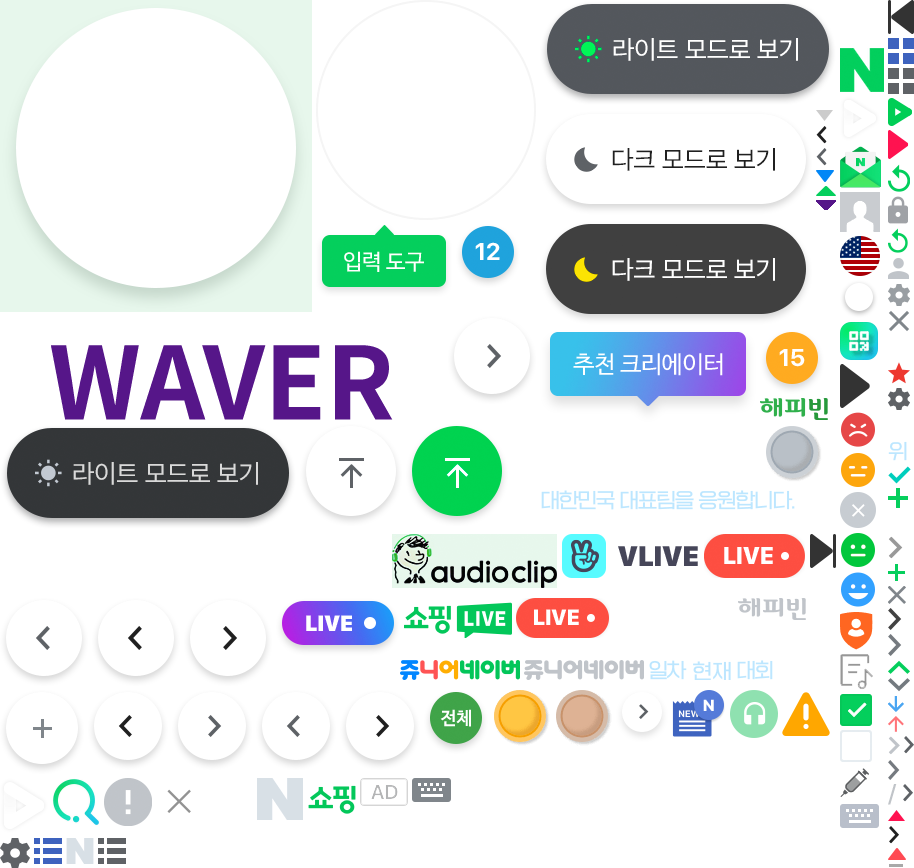 라이트 모드로 보기
N
다크 모드로 보기
N
입력 도구
12
다크 모드로 보기
WAVER
추천 크리에이터
15
해피빈
위
라이트 모드로 보기
대한민국 대표팀을 응원합니다.
audioclip
VLIVE
LIVE
LIVE
쇼핑
LIVE
LIVE
해피빈
쥬니어네이버
쥬니어네이버
일차
현재
대회
전체
NEW
N
N
쇼핑
AD
N